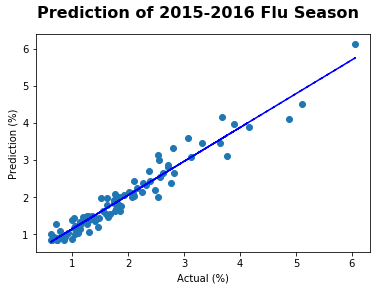 Prediction of 2015-2016 Flu Season
6
5
4
3
2
1
Prediction (%)
1 2 3 4 5 6
Actual (%)